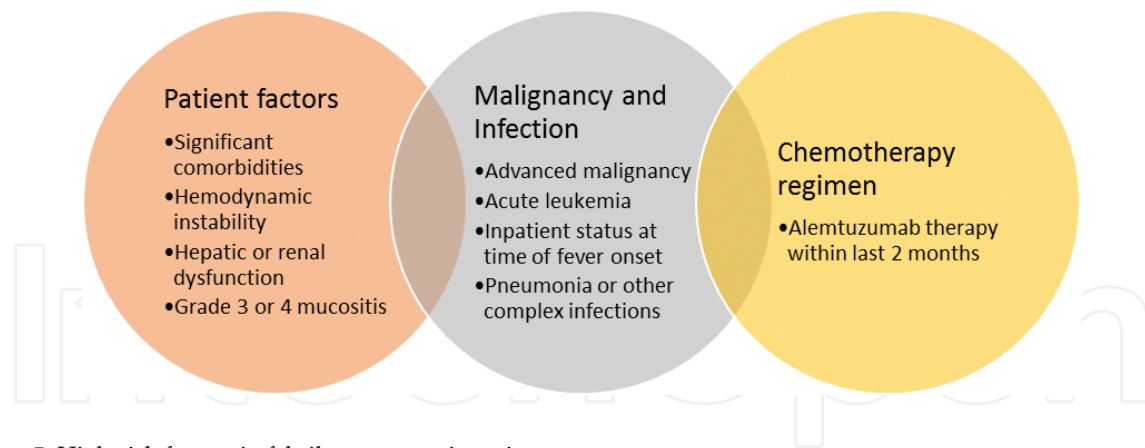 Patient factors
•Significant
comorbidities
•Hemodynamic
instability
•Hepatic or renal
dysfunction
•Grade 3 or 4 mucositis
Malignancy and
Infection
•Advanced malignancy
•Acute leukemia
•Inpatient status at
time of fever onset
•Pneumonia or other
complex infections
Chemotherapy
regimen
•Alemtuzumab therapy
within last 2 months